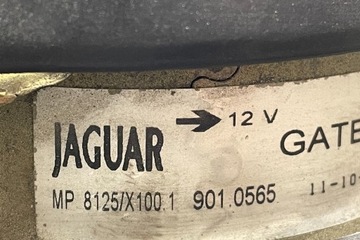 JAGUAR → 12 V GATE
MP 8125/X100.1 901.0565 11-10-